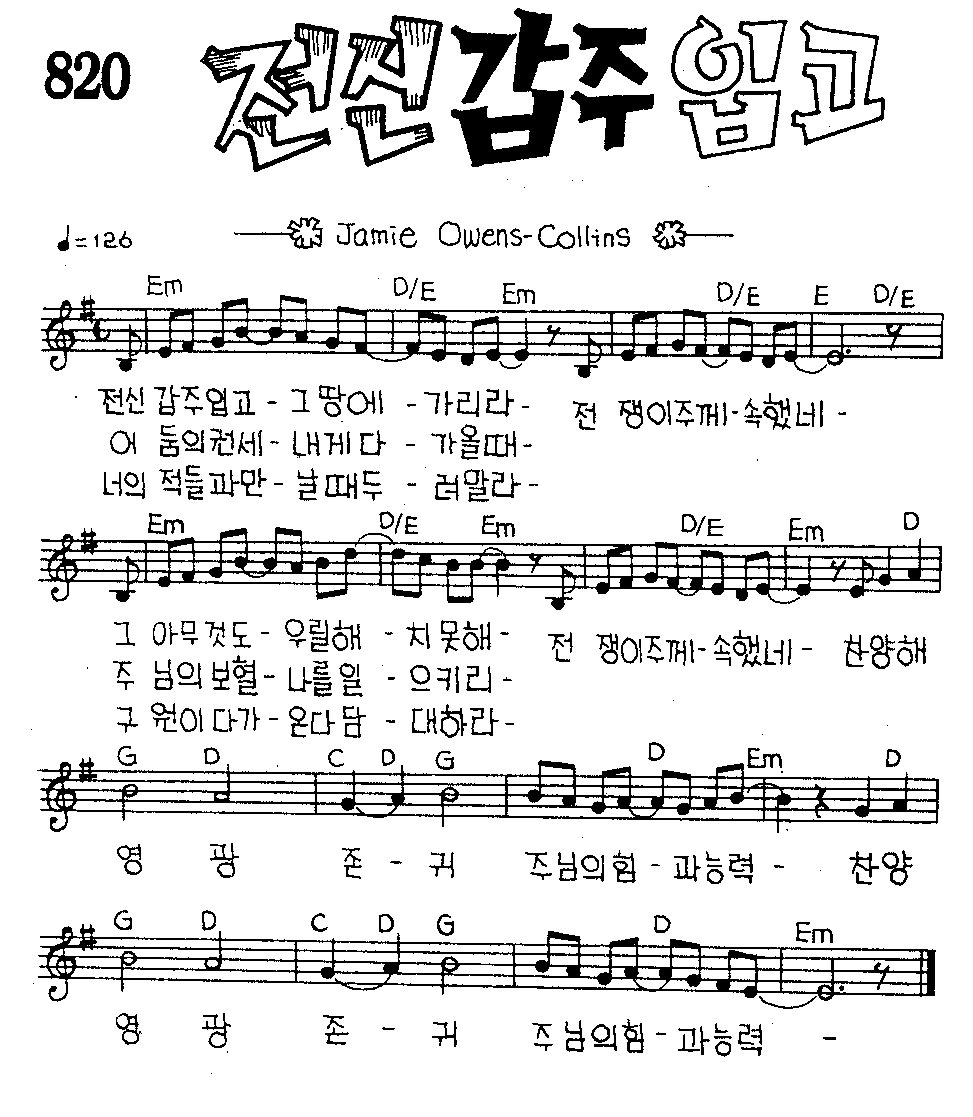 820 전신갑주입고
♩=126 Jamie Owens-Collins
Em D/E Em D/E E D/E
전신 갑주입고 - 그 땅에 - 가리라 - 전 쟁이주께 - 속했네 -
어 둠의권세 - 내게 다 - 가올때 -
너의 적들과만 - 날때두 - 려말라 -
Em D/E Em D/E Em D
그 아무것도 - 우릴해 - 치못해 - 전 쟁이주께 - 속했네 - 찬양해
주 님의보혈 - 나를일 - 으키리 -
구 원이다가 - 온다담 - 대하라 -
G D C D G D Em D
영 광 존 - 귀 주님의힘 - 과능력 - 찬양
G D C D G D Em
영 광 존 - 귀 주님의힘 - 과능력 -